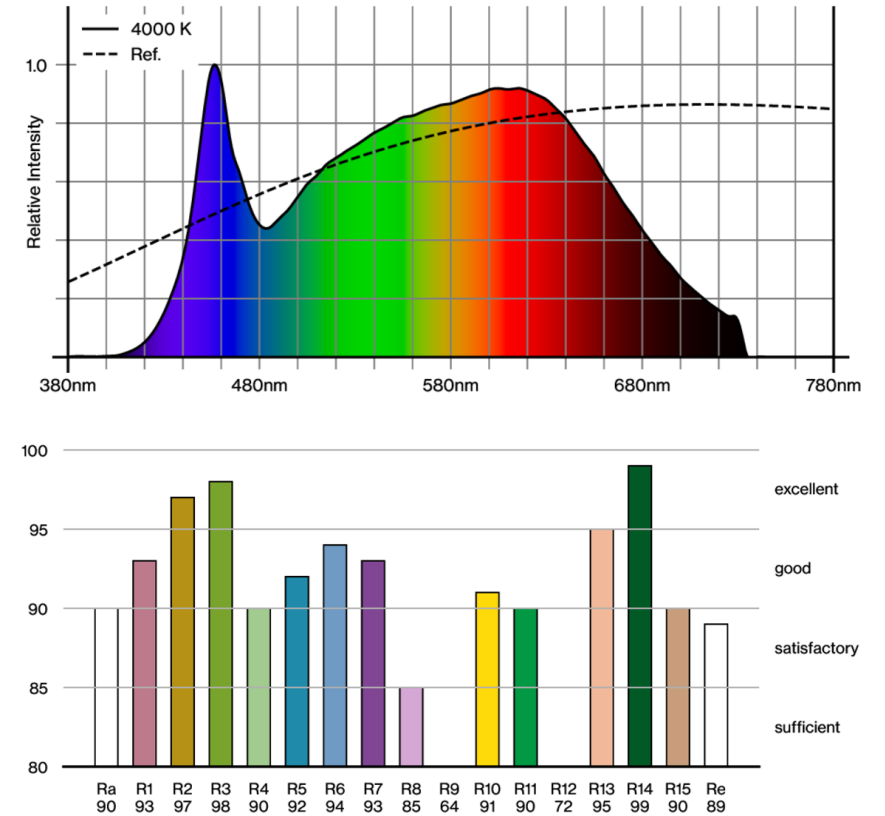 4000 K
Ref.
1.0
Relative Intensity
380nm 480nm 580nm 680nm 780nm
100
excellent
95
good
90
satisfactory
85
sufficient
80
Ra R1 R2 R3 R4 R5 R6 R7 R8 R9 R10 R11 R12 R13 R14 R15 Re
90 93 97 98 90 92 94 93 85 64 91 90 72 95 99 90 89